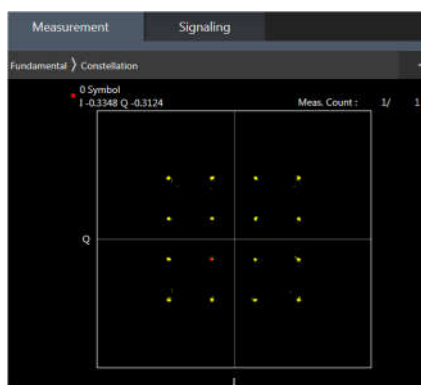 Measurement Signaling
Fundamental 〉 Constellation
0 Symbol
I -0.3348 Q -0.3124 Meas. Count : 1/ 1
Q
I